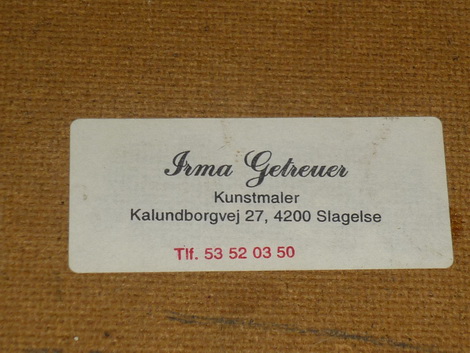 Irma Getreuer
Kunstmaler
Kalundborgvej 27, 4200 Slagelse
Tlf. 53 52 03 50